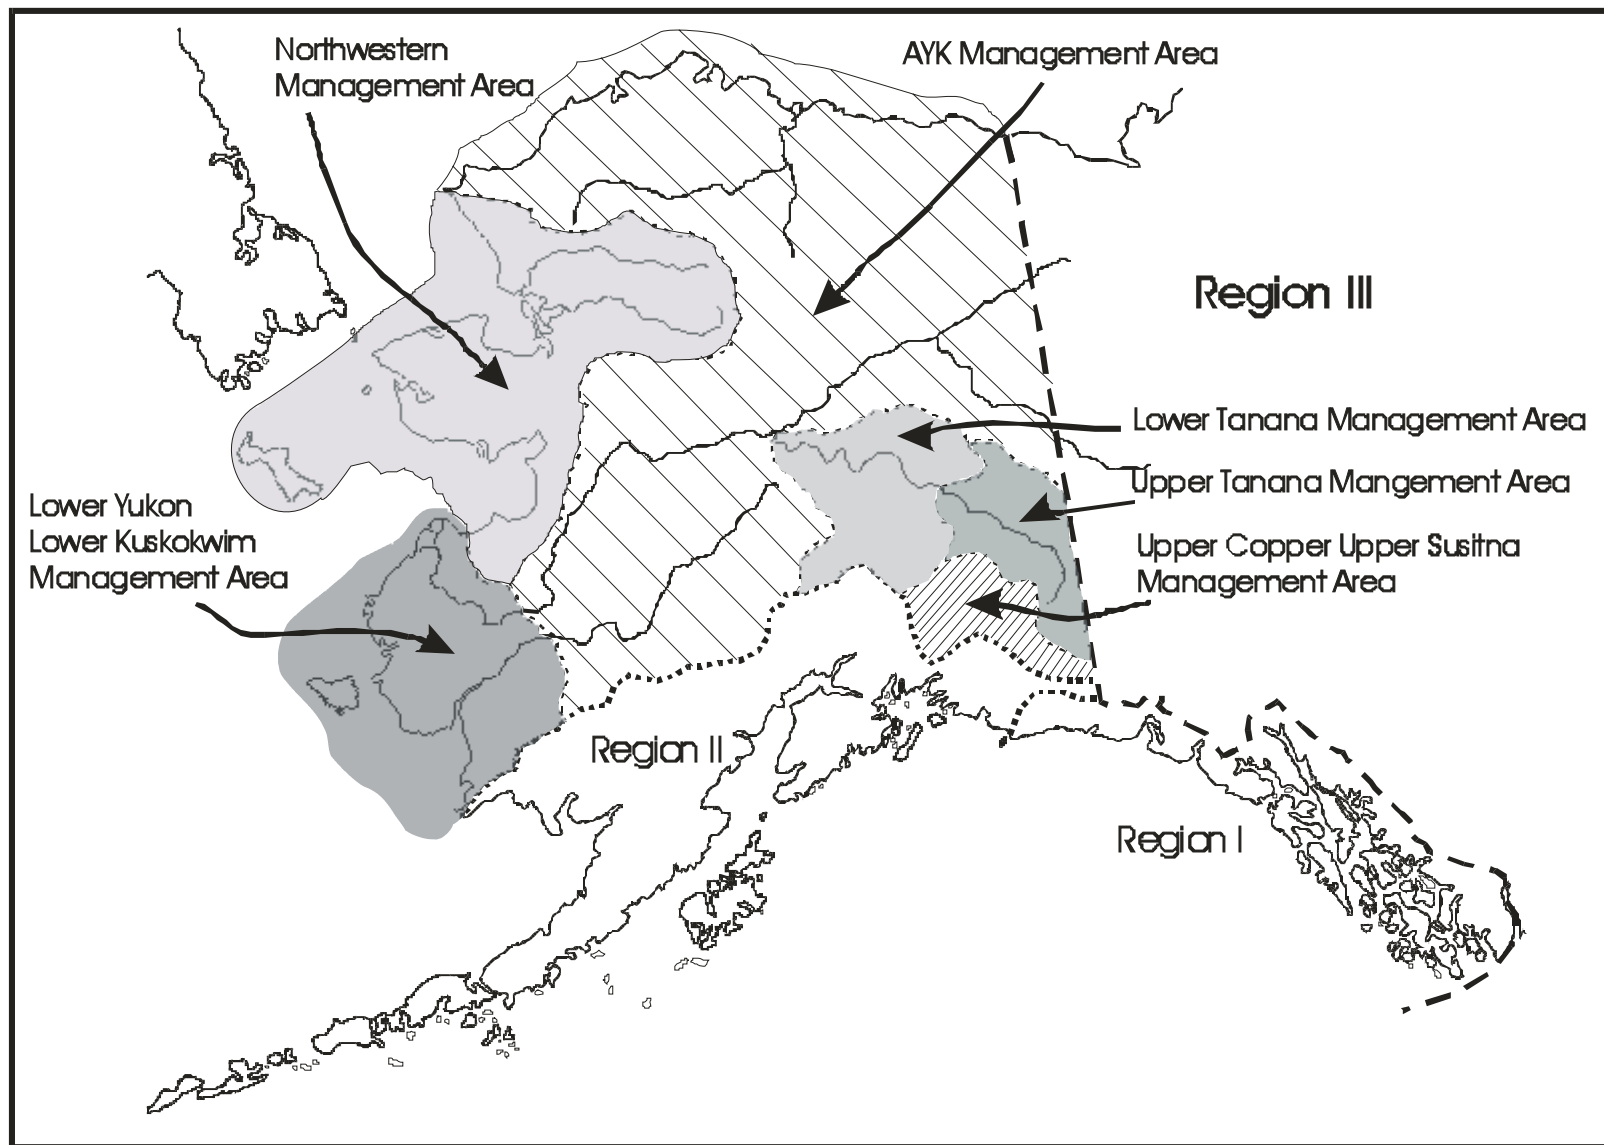 Northwestern
Management Area
AYK Management Area
Region III
Lower Tanana Management Area
Upper Tanana Mangement Area
Lower Yukon
Lower Kuskokwim
Management Area
Upper Copper Upper Susitna
Management Area
Region II
Region I